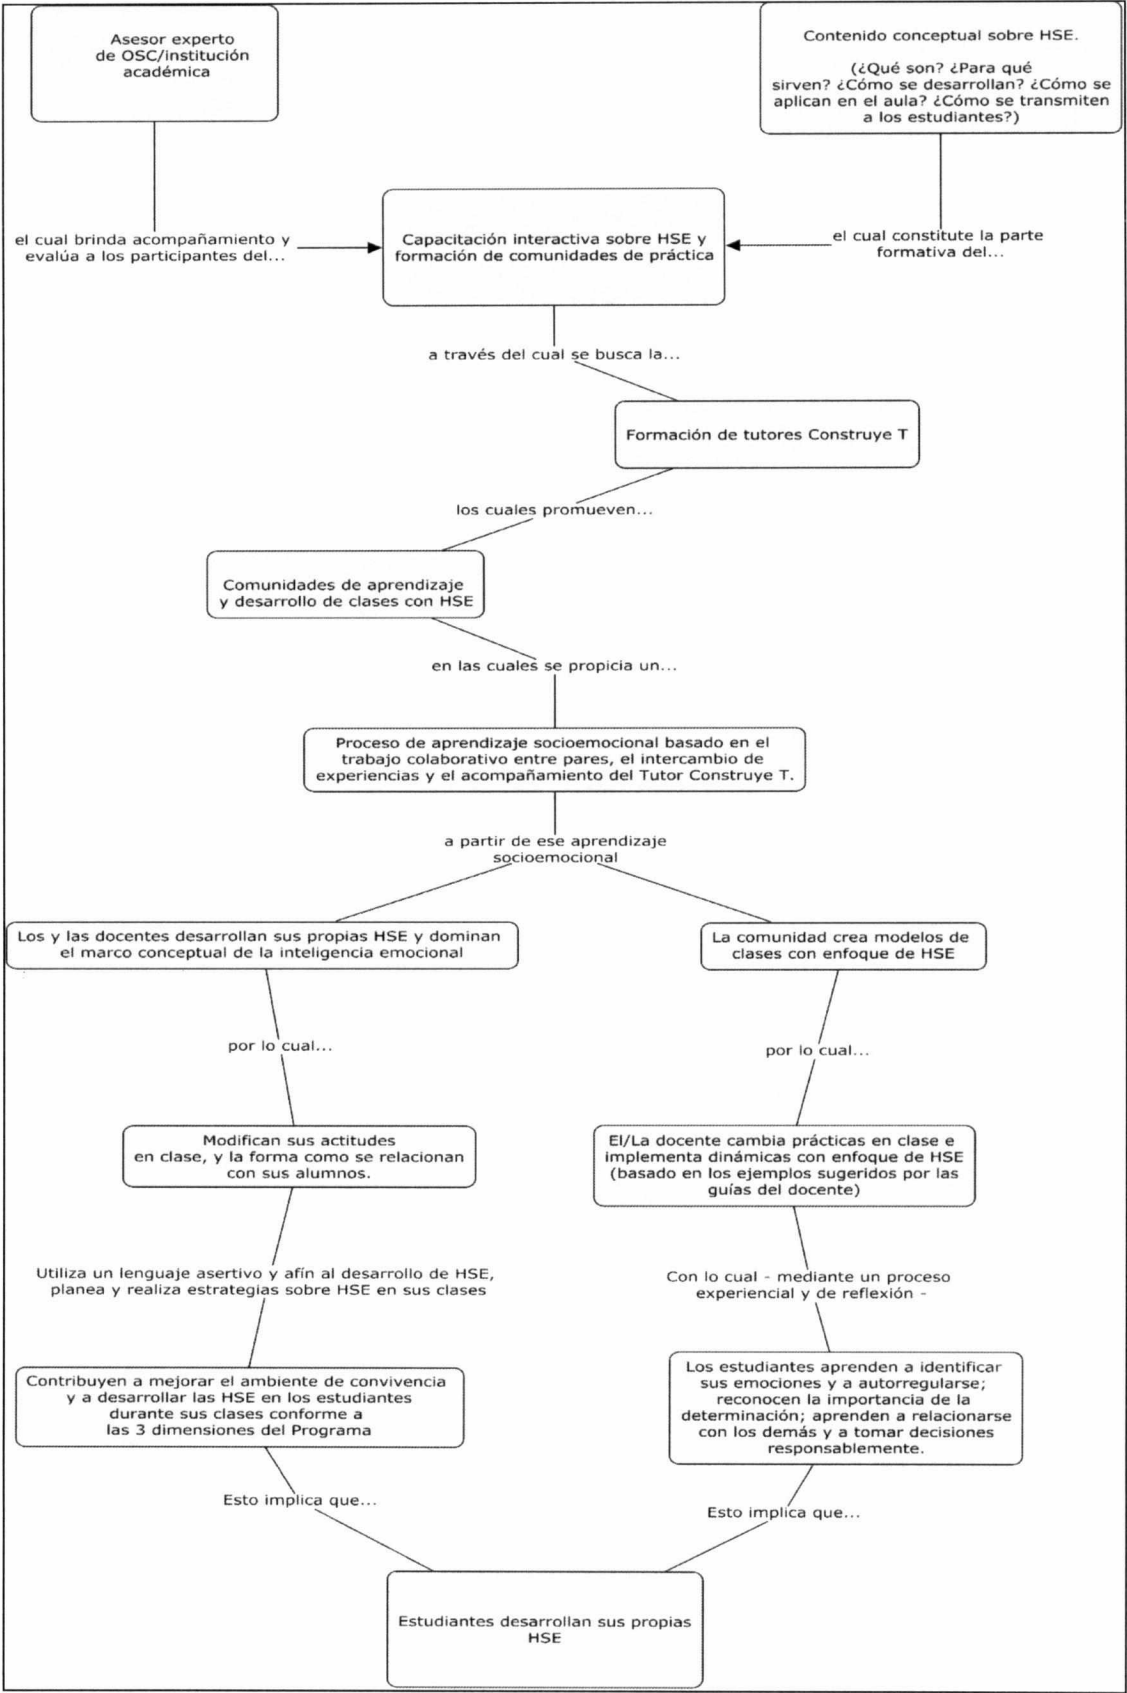 Asesor experto
de OSC/institución
académica
Contenido conceptual sobre HSE.
(¿Qué son? ¿Para qué
sirven? ¿Cómo se desarrollan? ¿Cómo se
aplican en el aula? ¿Cómo se transmiten
a los estudiantes?)
el cual brinda acompañamiento y
evalúa a los participantes del...
Capacitación interactiva sobre HSE y
formación de comunidades de práctica
el cual constitute la parte
formativa del...
a través del cual se busca la...
Formación de tutores Construye T
los cuales promueven...
Comunidades de aprendizaje
y desarrollo de clases con HSE
en las cuales se propicia un...
Proceso de aprendizaje socioemocional basado en el
trabajo colaborativo entre pares, el intercambio de
experiencias y el acompañamiento del Tutor Construye T.
a partir de ese aprendizaje
socioemocional
Los y las docentes desarrollan sus propias HSE y dominan
el marco conceptual de la inteligencia emocional
La comunidad crea modelos de
clases con enfoque de HSE
por lo cual...
por lo cual...
Modifican sus actitudes
en clase, y la forma como se relacionan
con sus alumnos.
El/La docente cambia prácticas en clase e
implementa dinámicas con enfoque de HSE
(basado en los ejemplos sugeridos por las
guías del docente)
Utiliza un lenguaje asertivo y afín al desarrollo de HSE,
planea y realiza estrategias sobre HSE en sus clases
Con lo cual - mediante un proceso
experiencial y de reflexión -
Contribuyen a mejorar el ambiente de convivencia
y a desarrollar las HSE en los estudiantes
durante sus clases conforme a
las 3 dimensiones del Programa
Los estudiantes aprenden a identificar
sus emociones y a autorregularse;
reconocen la importancia de la
determinación; aprenden a relacionarse
con los demás y a tomar decisiones
responsablemente.
Esto implica que...
Esto implica que...
Estudiantes desarrollan sus propias
HSE